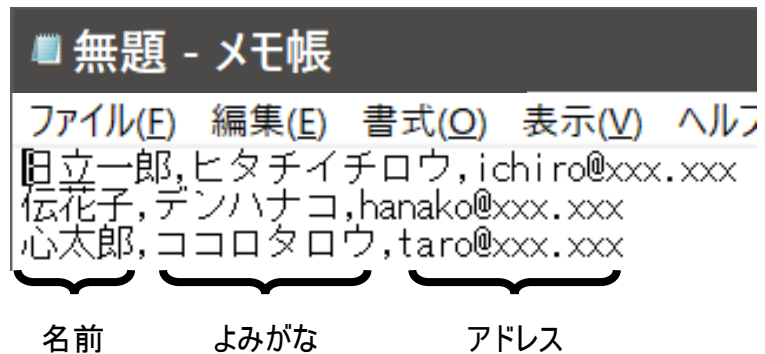 無題 - メモ帳
ファイル(F) 編集(E) 書式(O) 表示(V) ヘルプ
日立一郎,ヒタチイチロウ,ichiro@xxx.xxx
伝花子,デンハナコ,hanako@xxx.xxx
心太郎,ココロタロウ,taro@xxx.xxx
名前 よみがな アドレス